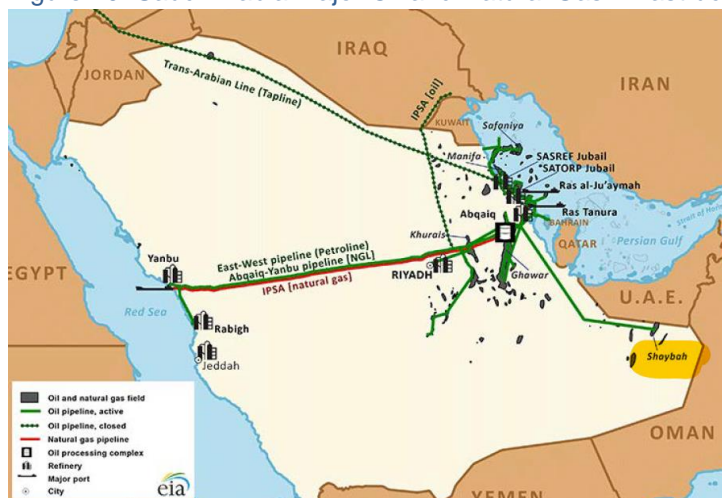 IRAQ
JORDAN
IRAN
Trans-Arabian Line (Tapline)
IPSA [oil]
KUWAIT
Safaniya
Manifa
SASREF Jubail
SATORP Jubail
Ras al-Ju'aymah
Ras Tanura
Abqaiq
BAHRAIN
Strait of
Persian Gulf
QATAR
Khurais
Ghawar
East-West pipeline (Petroline)
Abqaiq-Yanbu pipeline [NGL]
IPSA [natural gas]
Yanbu
RIYADH
EGYPT
U.A.E.
Red Sea
Rabigh
Jeddah
Shaybah
OMAN
YEMEN
Oil and natural gas field
Oil pipeline, active
Oil pipeline, closed
Natural gas pipeline
Oil processing complex
Refinery
Major port
City
eia